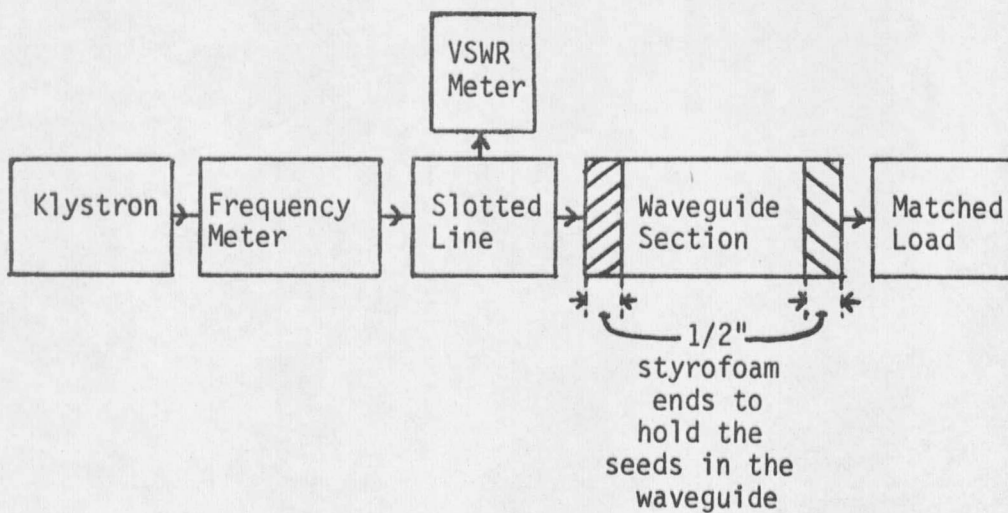 VSWR
Meter
Klystron
Frequency
Meter
Slotted
Line
Waveguide
Section
Matched
Load
1/2"
styrofoam
ends to
hold the
seeds in the
waveguide